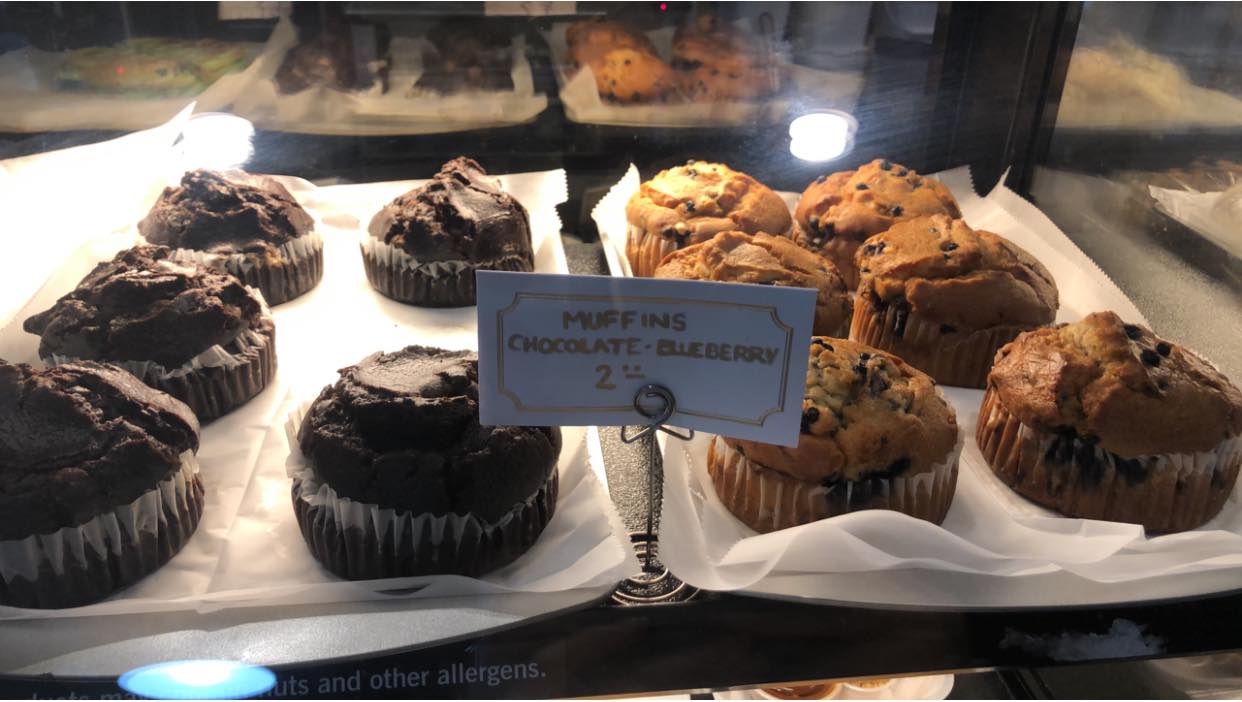 MUFFINS
CHOCOLATE·BLUEBERRY
2
nuts and other allergens.